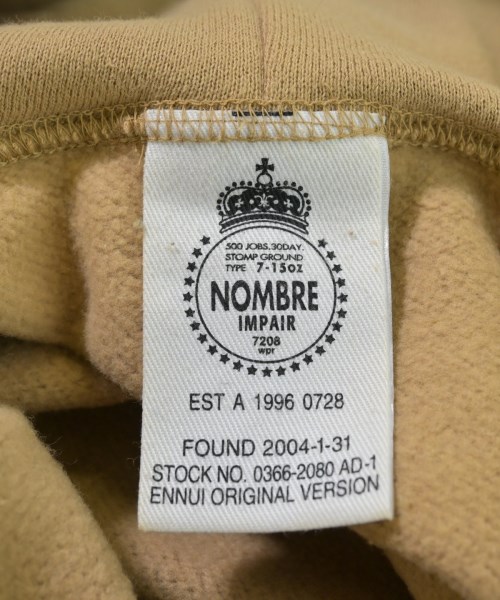 500 JOBS. 30DAY.
STOMP GROUND
TYPE 7-15oz
NOMBRE
IMPAIR
7208
wpr
EST A 1996 0728
FOUND 2004-1-31
STOCK NO. 0366-2080 AD-1
ENNUI ORIGINAL VERSION